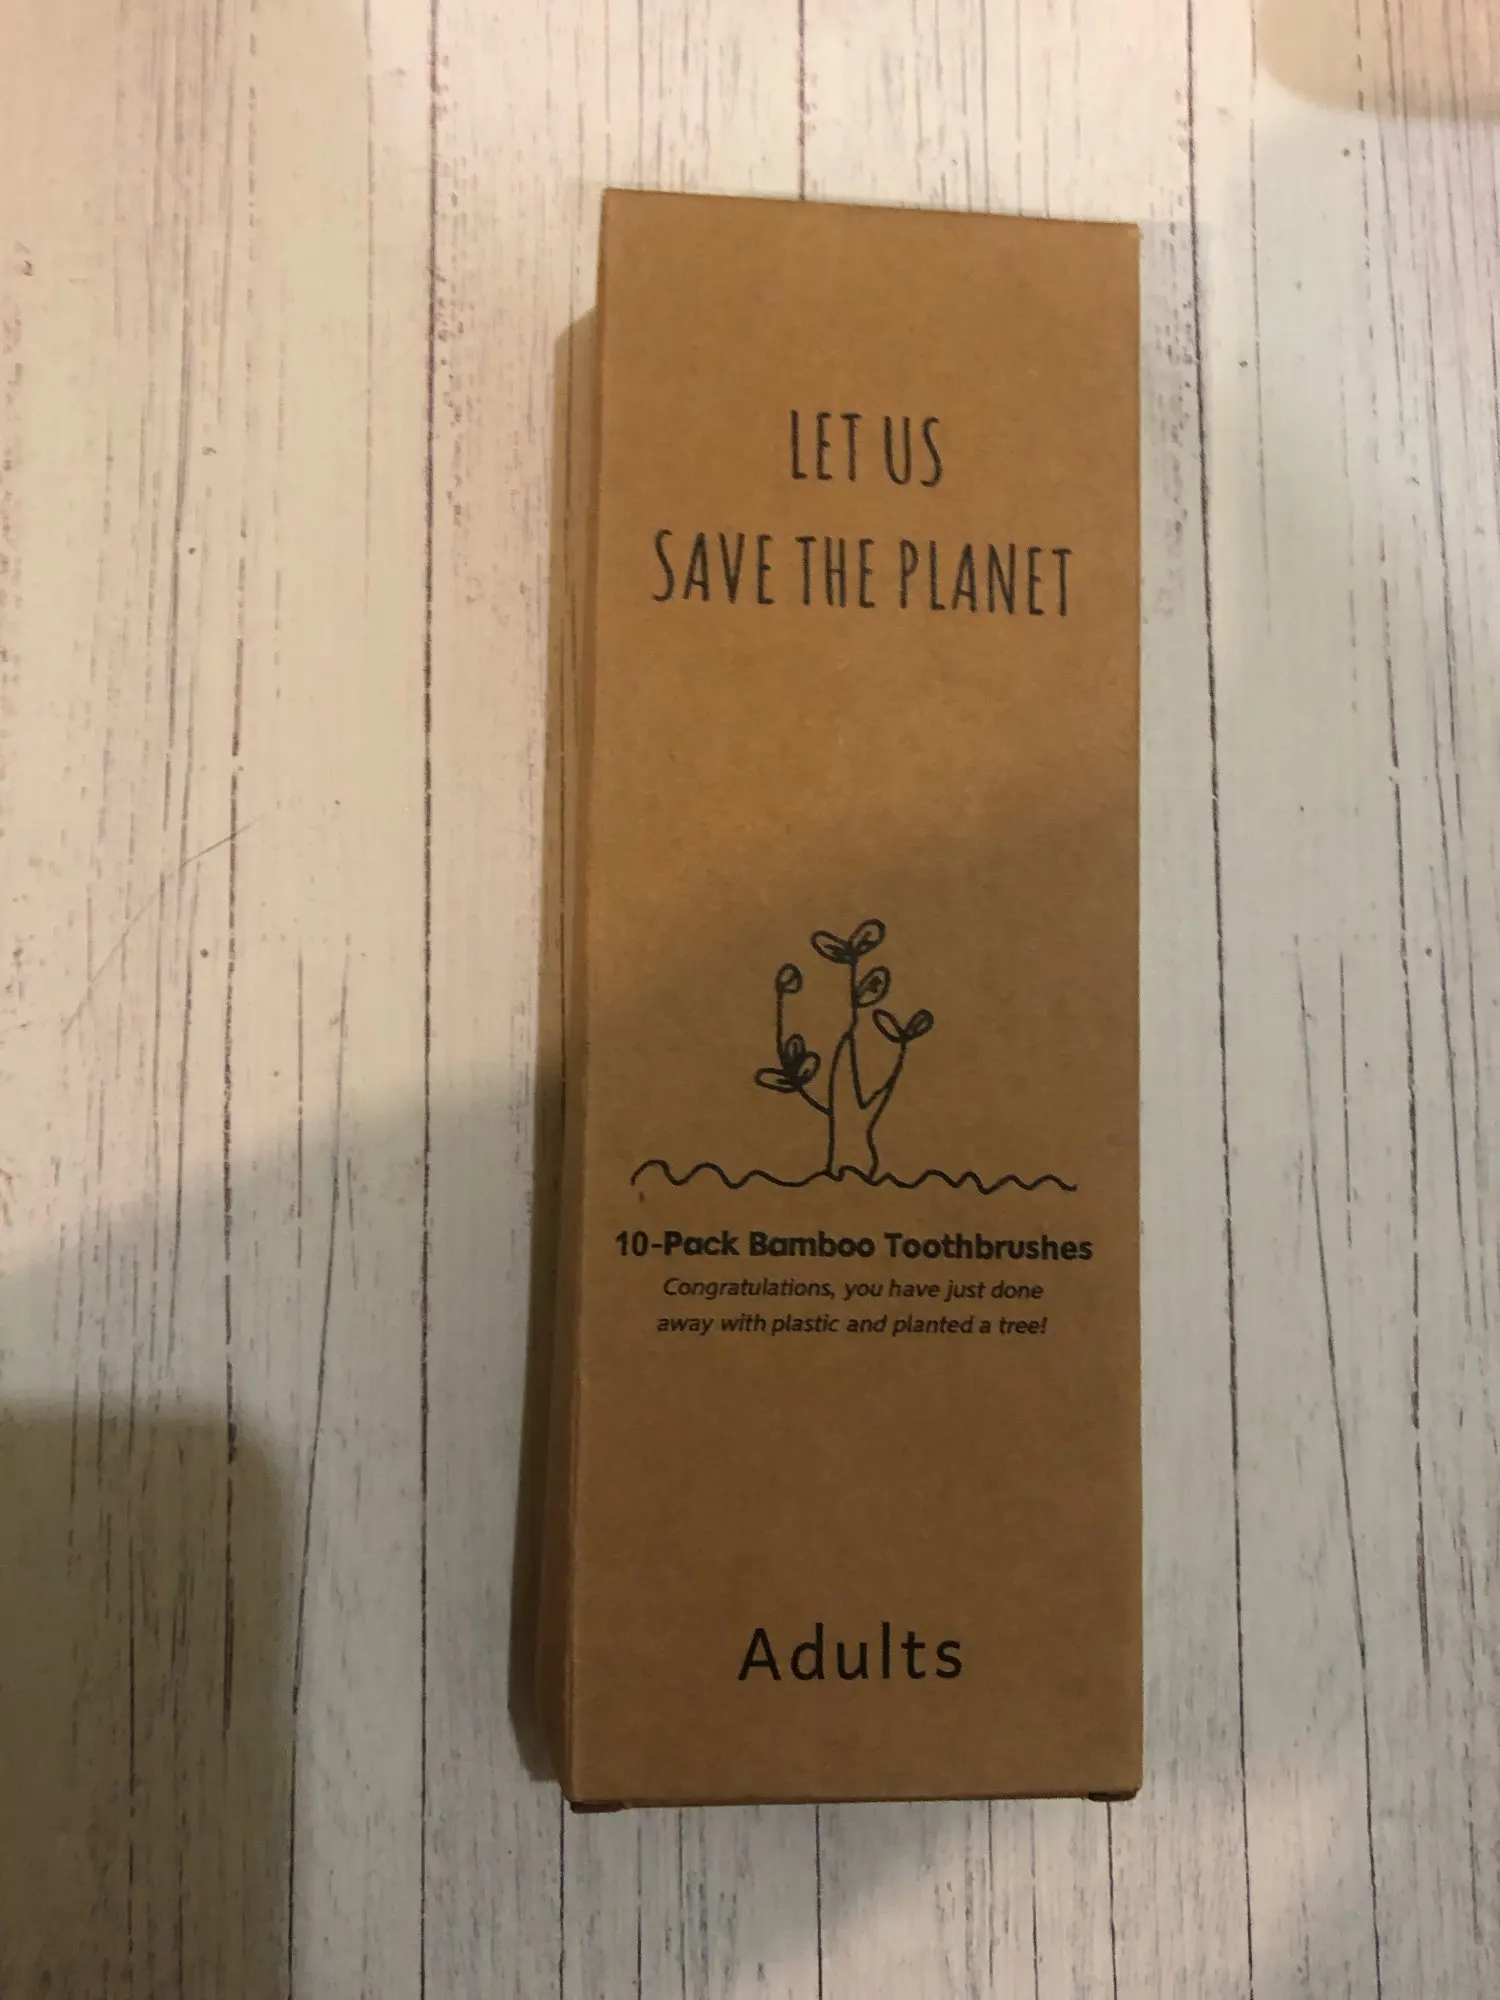 LET US
SAVE THE PLANET
10-Pack Bamboo Toothbrushes
Congratulations, you have just done
away with plastic and planted a tree!
Adults